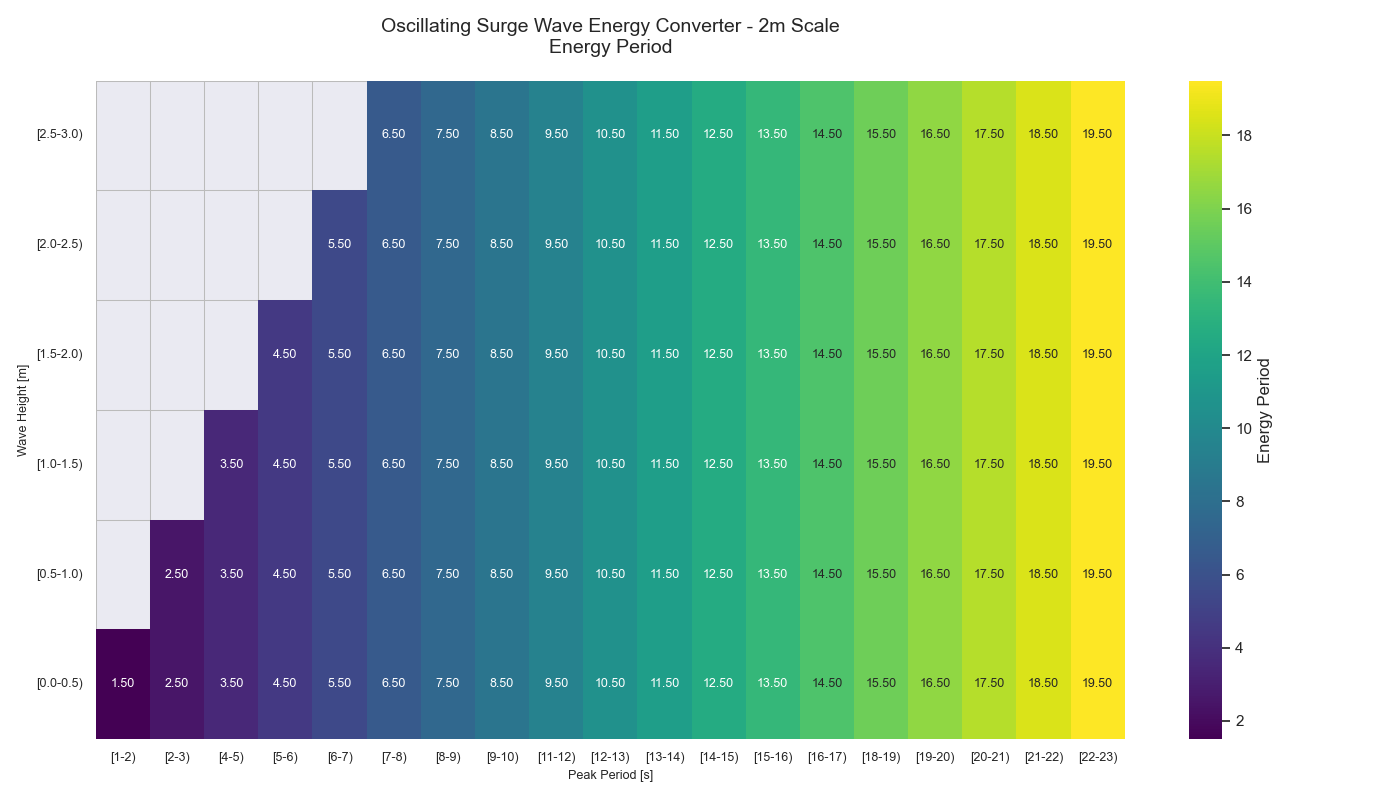 Oscillating Surge Wave Energy Converter - 2m Scale
Energy Period
[2.5-3.0) 6.50 7.50 8.50 9.50 10.50 11.50 12.50 13.50 14.50 15.50 16.50 17.50 18.50 19.50
[2.0-2.5) 5.50 6.50 7.50 8.50 9.50 10.50 11.50 12.50 13.50 14.50 15.50 16.50 17.50 18.50 19.50
[1.5-2.0) 4.50 5.50 6.50 7.50 8.50 9.50 10.50 11.50 12.50 13.50 14.50 15.50 16.50 17.50 18.50 19.50
[1.0-1.5) 3.50 4.50 5.50 6.50 7.50 8.50 9.50 10.50 11.50 12.50 13.50 14.50 15.50 16.50 17.50 18.50 19.50
[0.5-1.0) 2.50 3.50 4.50 5.50 6.50 7.50 8.50 9.50 10.50 11.50 12.50 13.50 14.50 15.50 16.50 17.50 18.50 19.50
[0.0-0.5) 1.50 2.50 3.50 4.50 5.50 6.50 7.50 8.50 9.50 10.50 11.50 12.50 13.50 14.50 15.50 16.50 17.50 18.50 19.50
[1-2) [2-3) [4-5) [5-6) [6-7) [7-8) [8-9) [9-10) [11-12) [12-13) [13-14) [14-15) [15-16) [16-17) [18-19) [19-20) [20-21) [21-22) [22-23)
Peak Period [s]
Wave Height [m]
18
16
14
12
10
8
6
4
2
Energy Period